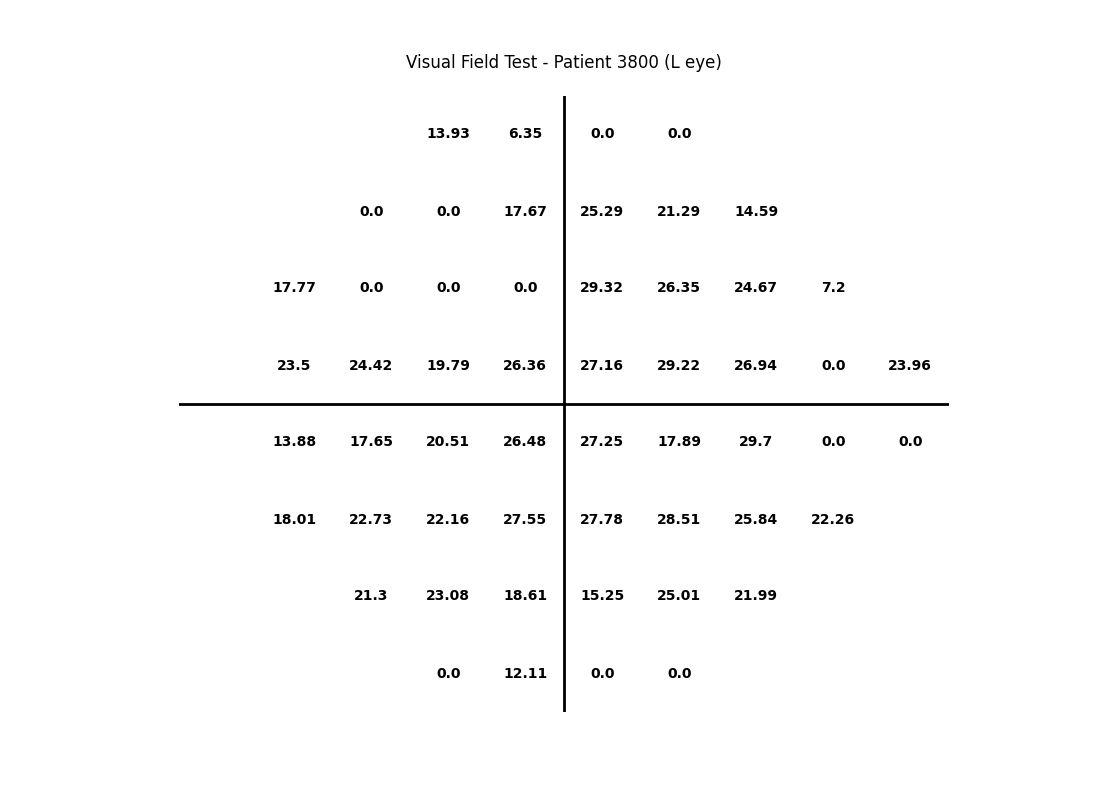 Visual Field Test - Patient 3800 (L eye)
13.93 6.35 0.0 0.0
0.0 0.0 17.67 25.29 21.29 14.59
17.77 0.0 0.0 0.0 29.32 26.35 24.67 7.2
23.5 24.42 19.79 26.36 27.16 29.22 26.94 0.0 23.96
13.88 17.65 20.51 26.48 27.25 17.89 29.7 0.0 0.0
18.01 22.73 22.16 27.55 27.78 28.51 25.84 22.26
21.3 23.08 18.61 15.25 25.01 21.99
0.0 12.11 0.0 0.0